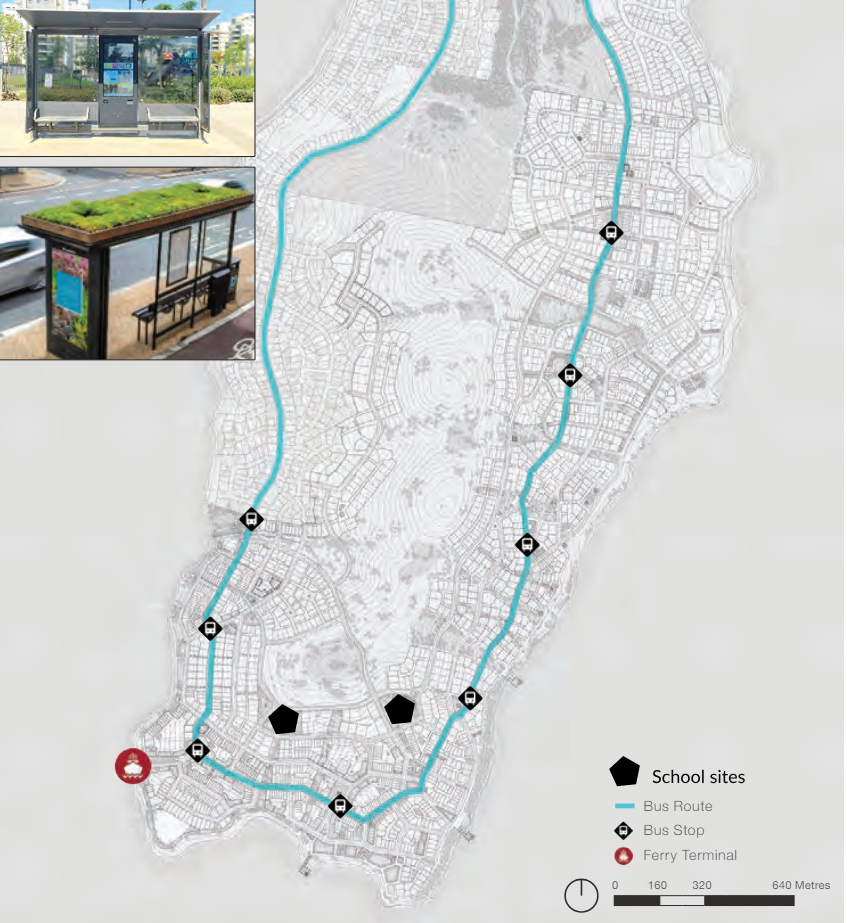 School sites
Bus Route
Bus Stop
Ferry Terminal
0 160 320 640 Metres